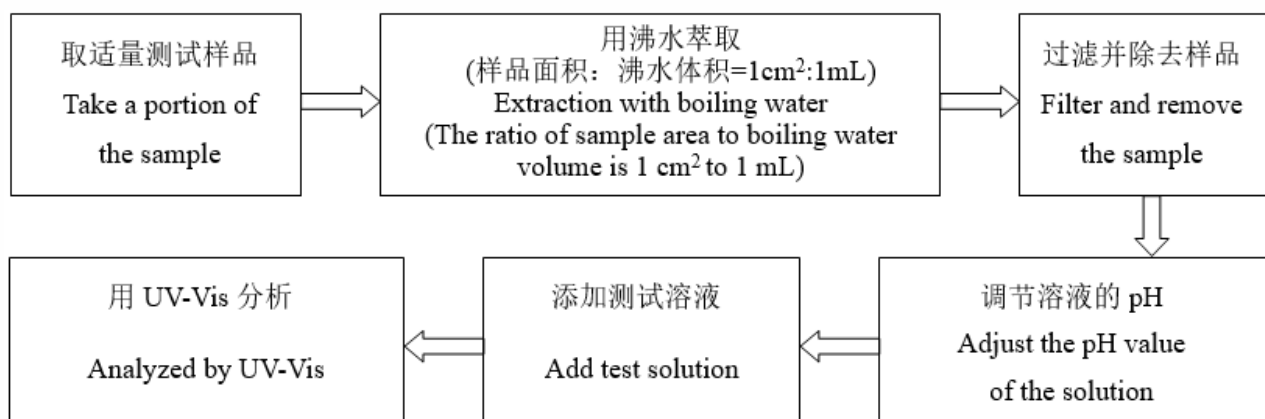 取适量测试样品
Take a portion of
the sample
用沸水萃取
(样品面积：沸水体积=1cm²:1mL)
Extraction with boiling water
(The ratio of sample area to boiling water
volume is 1 cm² to 1 mL)
过滤并除去样品
Filter and remove
the sample
调节溶液的 pH
Adjust the pH value
of the solution
添加测试溶液
Add test solution
用 UV-Vis 分析
Analyzed by UV-Vis